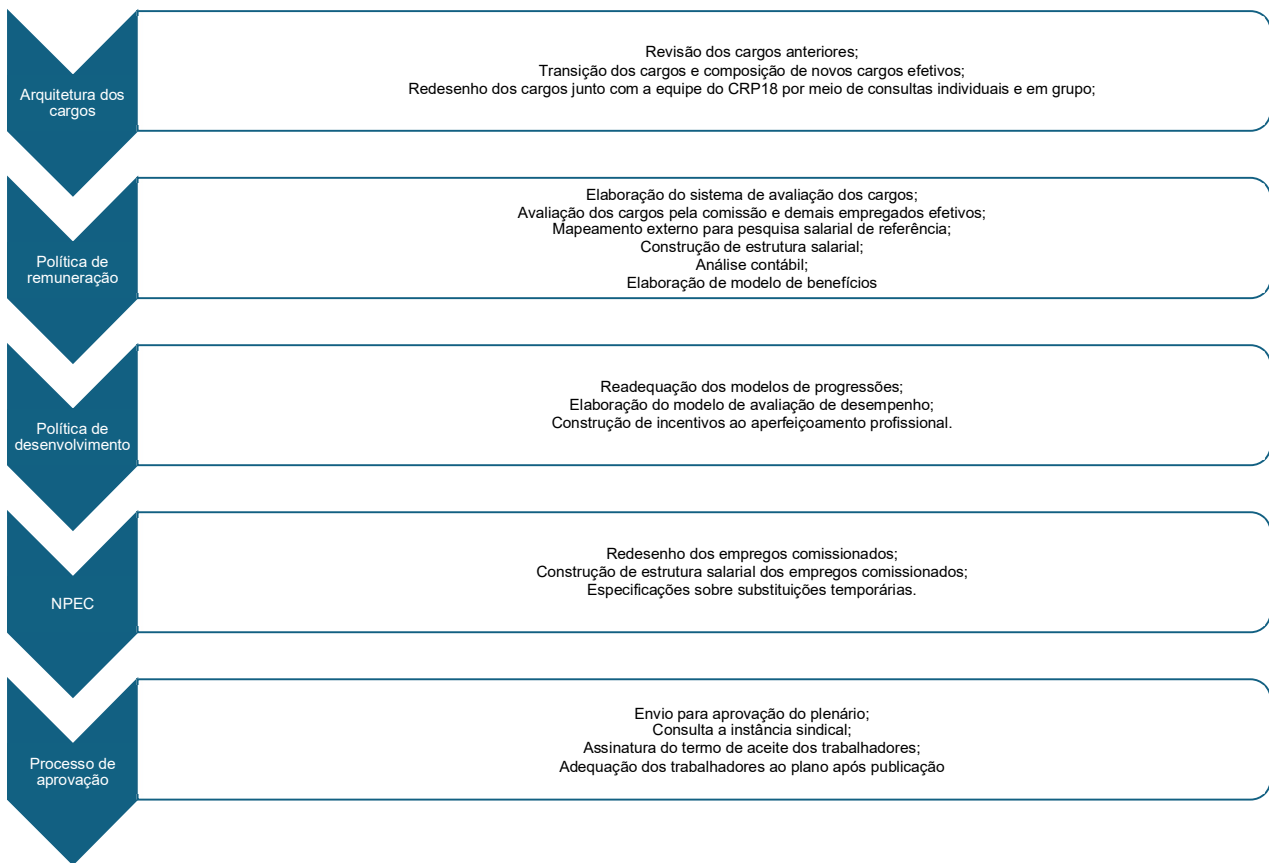 Arquitetura dos
cargos
Revisão dos cargos anteriores;
Transição dos cargos e composição de novos cargos efetivos;
Redesenho dos cargos junto com a equipe do CRP18 por meio de consultas individuais e em grupo;
Política de
remuneração
Elaboração do sistema de avaliação dos cargos;
Avaliação dos cargos pela comissão e demais empregados efetivos;
Mapeamento externo para pesquisa salarial de referência;
Construção de estrutura salarial;
Análise contábil;
Elaboração de modelo de benefícios
Política de
desenvolvimento
Readequação dos modelos de progressões;
Elaboração do modelo de avaliação de desempenho;
Construção de incentivos ao aperfeiçoamento profissional.
NPEC
Redesenho dos empregos comissionados;
Construção de estrutura salarial dos empregos comissionados;
Especificações sobre substituições temporárias.
Processo de
aprovação
Envio para aprovação do plenário;
Consulta a instância sindical;
Assinatura do termo de aceite dos trabalhadores;
Adequação dos trabalhadores ao plano após publicação